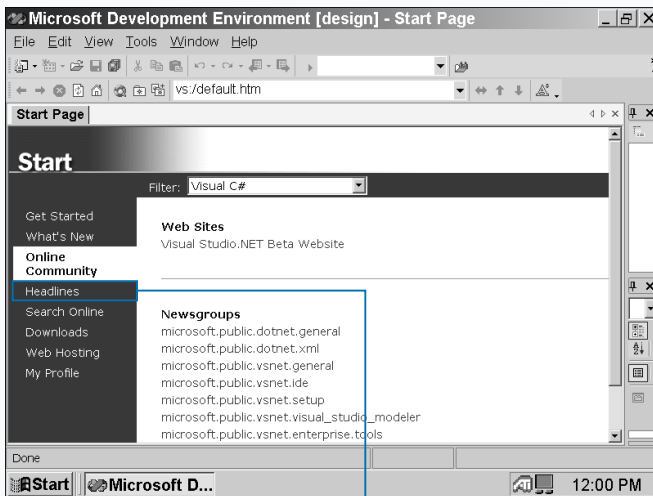 Microsoft Development Environment [design] - Start Page
File Edit View Tools Window Help
vs:/default.htm
Start Page
Start
Filter: Visual C#
Get Started
What's New
Online Community
Headlines
Search Online
Downloads
Web Hosting
My Profile
Web Sites
Visual Studio.NET Beta Website
Newsgroups
microsoft.public.dotnet.general
microsoft.public.dotnet.xml
microsoft.public.vsnet.general
microsoft.public.vsnet.ide
microsoft.public.vsnet.setup
microsoft.public.vsnet.visual_studio_modeler
microsoft.public.vsnet.enterprise.tools
Done
Start Microsoft D... 12:00 PM